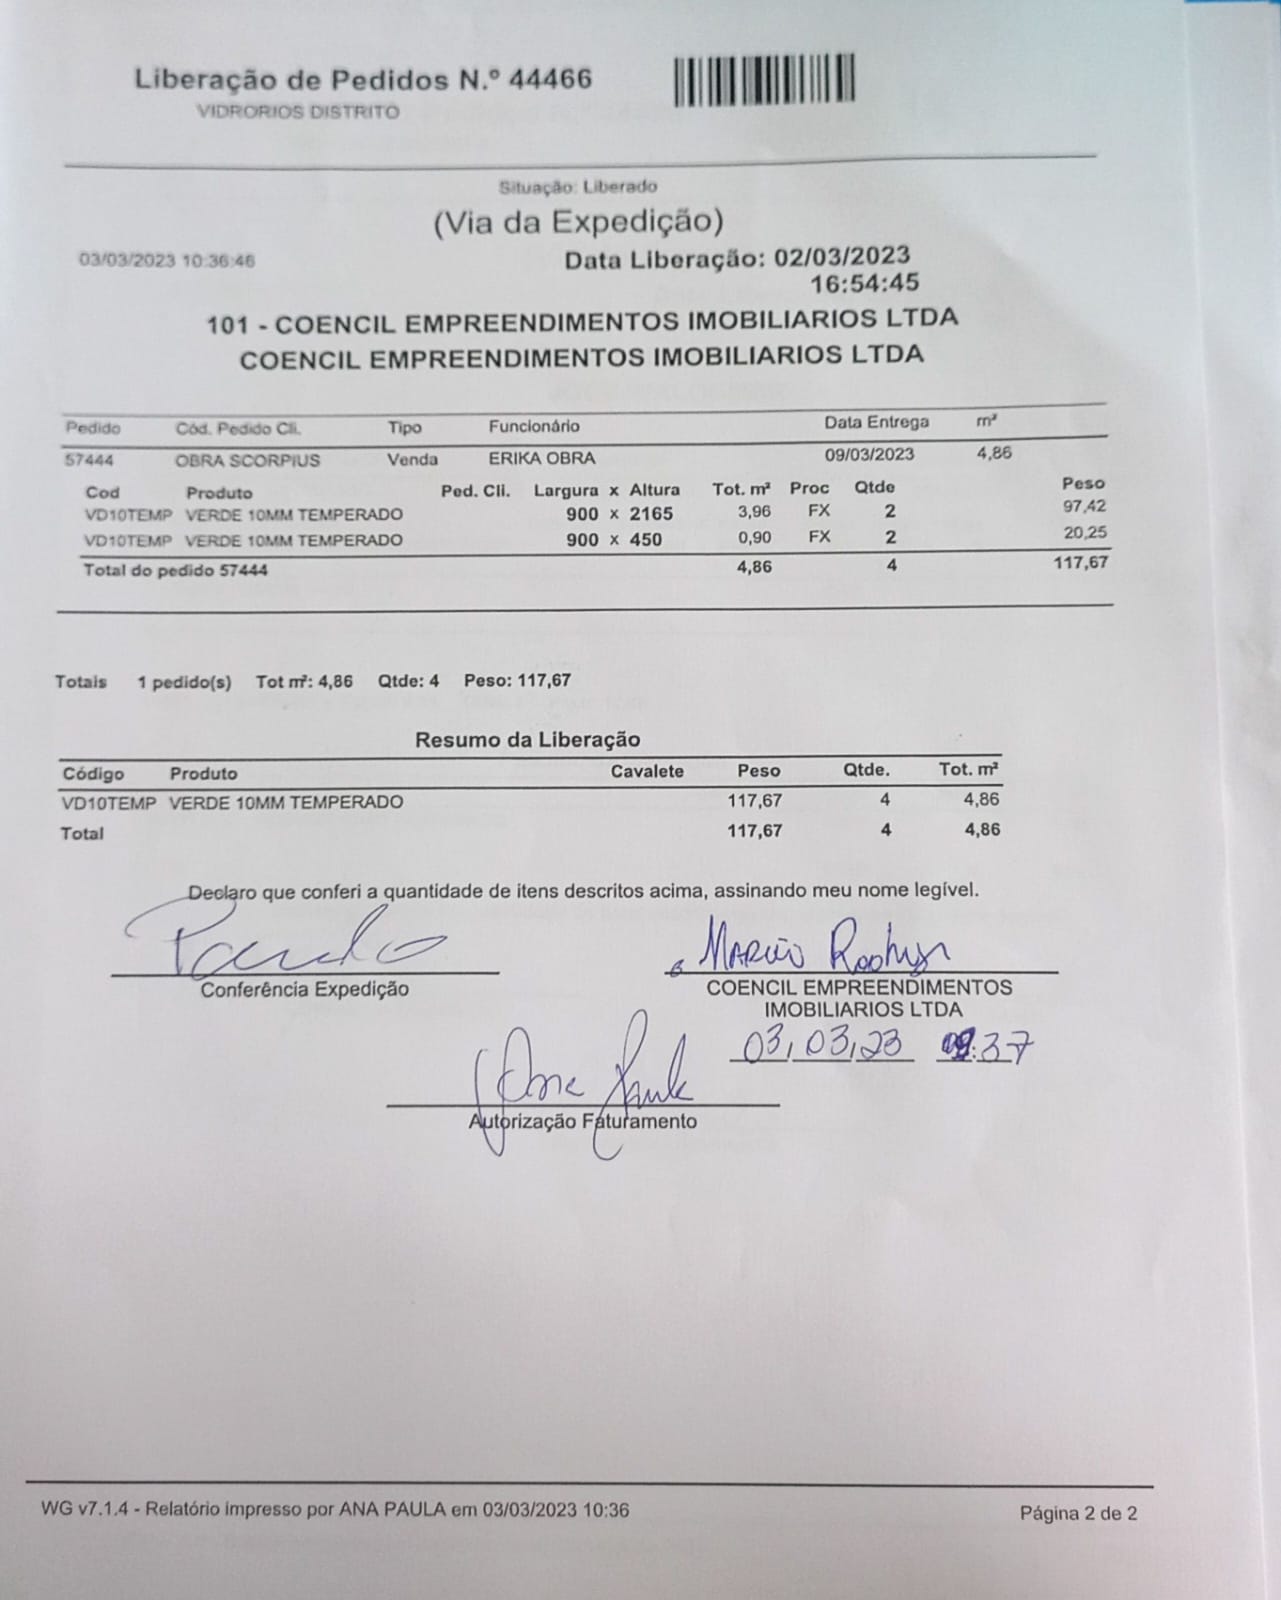 Liberação de Pedidos N.º 44466
VIDRORIOS DISTRITO
Situação: Liberado
(Via da Expedição)
03/03/2023 10:36:46 Data Liberação: 02/03/2023
16:54:45
101 - COENCIL EMPREENDIMENTOS IMOBILIARIOS LTDA
COENCIL EMPREENDIMENTOS IMOBILIARIOS LTDA
Pedido Cód. Pedido Cli. Tipo Funcionário Data Entrega m²
57444 OBRA SCORPIUS Venda ERIKA OBRA 09/03/2023 4,86
Cod Produto Ped. Cli. Largura x Altura Tot. m² Proc Qtde Peso
VD10TEMP VERDE 10MM TEMPERADO 900 x 2165 3,96 FX 2 97,42
VD10TEMP VERDE 10MM TEMPERADO 900 x 450 0,90 FX 2 20,25
Total do pedido 57444 4,86 4 117,67
Totais 1 pedido(s) Tot m²: 4,86 Qtde: 4 Peso: 117,67
Resumo da Liberação
Código Produto Cavalete Peso Qtde. Tot. m²
VD10TEMP VERDE 10MM TEMPERADO 117,67 4 4,86
Total 117,67 4 4,86
Declaro que conferi a quantidade de itens descritos acima, assinando meu nome legível.
Paulo MARCIO
Conferência Expedição COENCIL EMPREENDIMENTOS
IMOBILIARIOS LTDA
03,03,23 :37
Ana Paula
Autorização Faturamento
WG v7.1.4 - Relatório impresso por ANA PAULA em 03/03/2023 10:36 Página 2 de 2